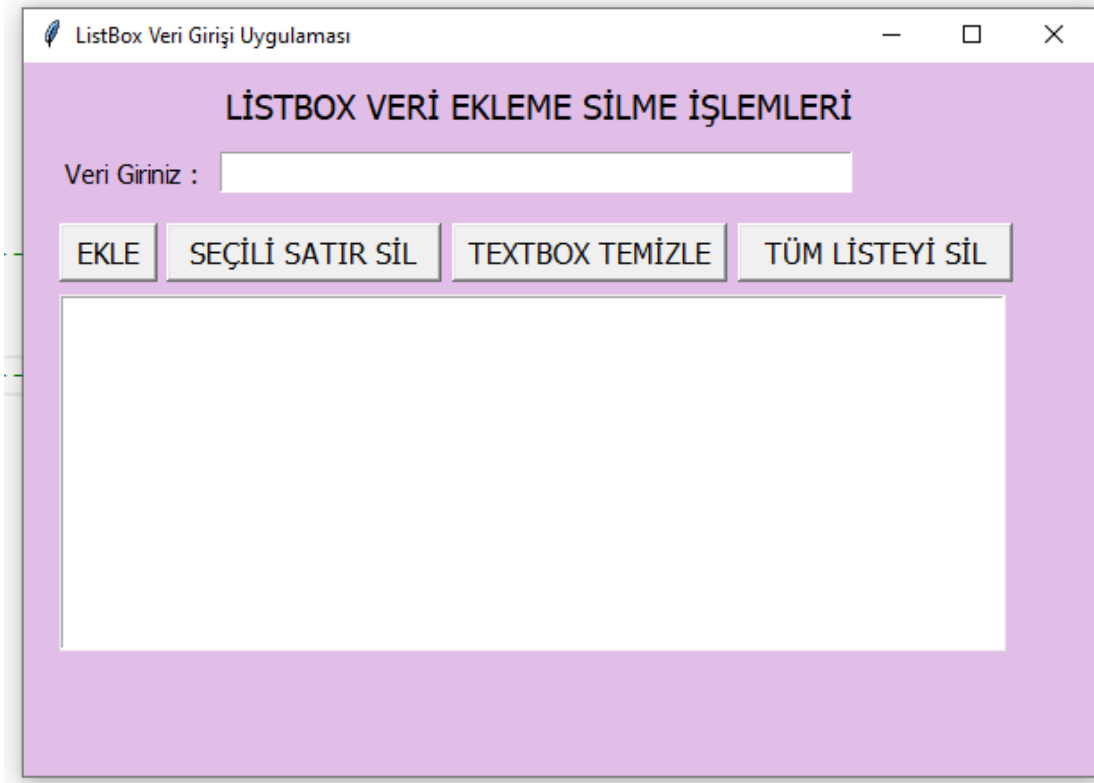 ListBox Veri Girişi Uygulaması
LİSTBOX VERİ EKLEME SİLME İŞLEMLERİ
Veri Giriniz :
EKLE SEÇİLİ SATIR SİL TEXTBOX TEMİZLE TÜM LİSTEYİ SİL